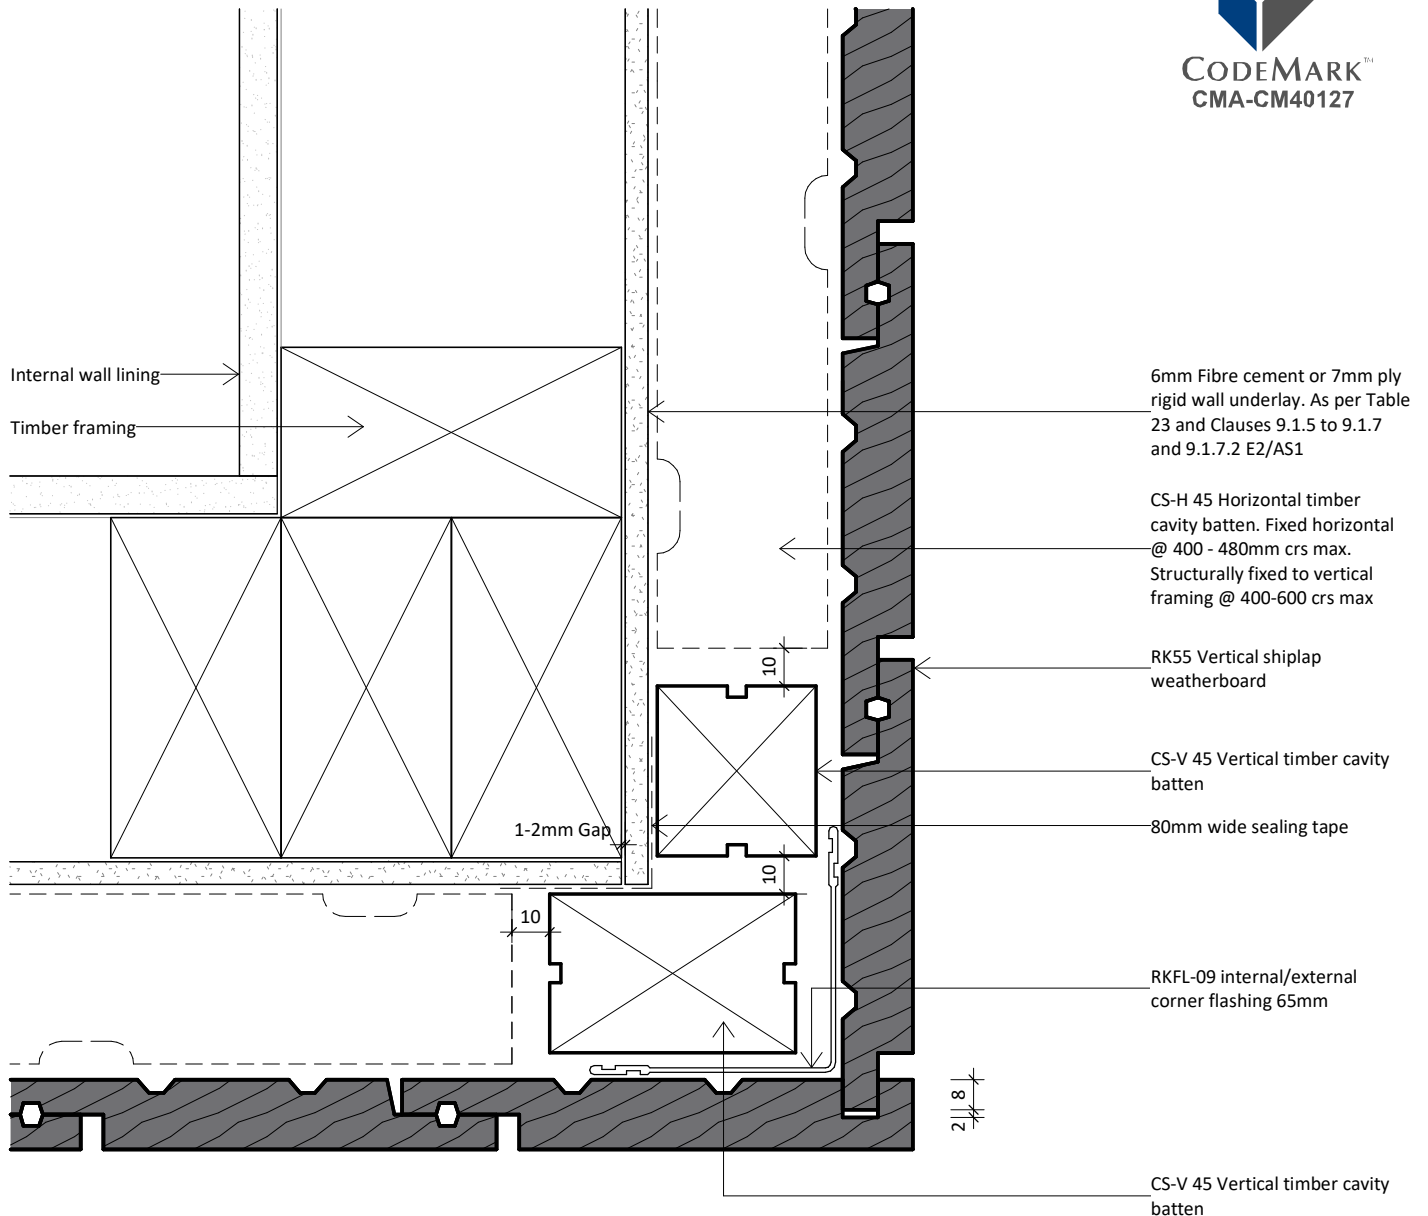 CODEMARK™
CMA-CM40127
Internal wall lining
Timber framing
6mm Fibre cement or 7mm ply
rigid wall underlay. As per Table
23 and Clauses 9.1.5 to 9.1.7
and 9.1.7.2 E2/AS1
CS-H 45 Horizontal timber
cavity batten. Fixed horizontal
@ 400 - 480mm crs max.
Structurally fixed to vertical
framing @ 400-600 crs max
10
RK55 Vertical shiplap
weatherboard
CS-V 45 Vertical timber cavity
batten
1-2mm Gap
80mm wide sealing tape
10
10
RKFL-09 internal/external
corner flashing 65mm
8
2
CS-V 45 Vertical timber cavity
batten